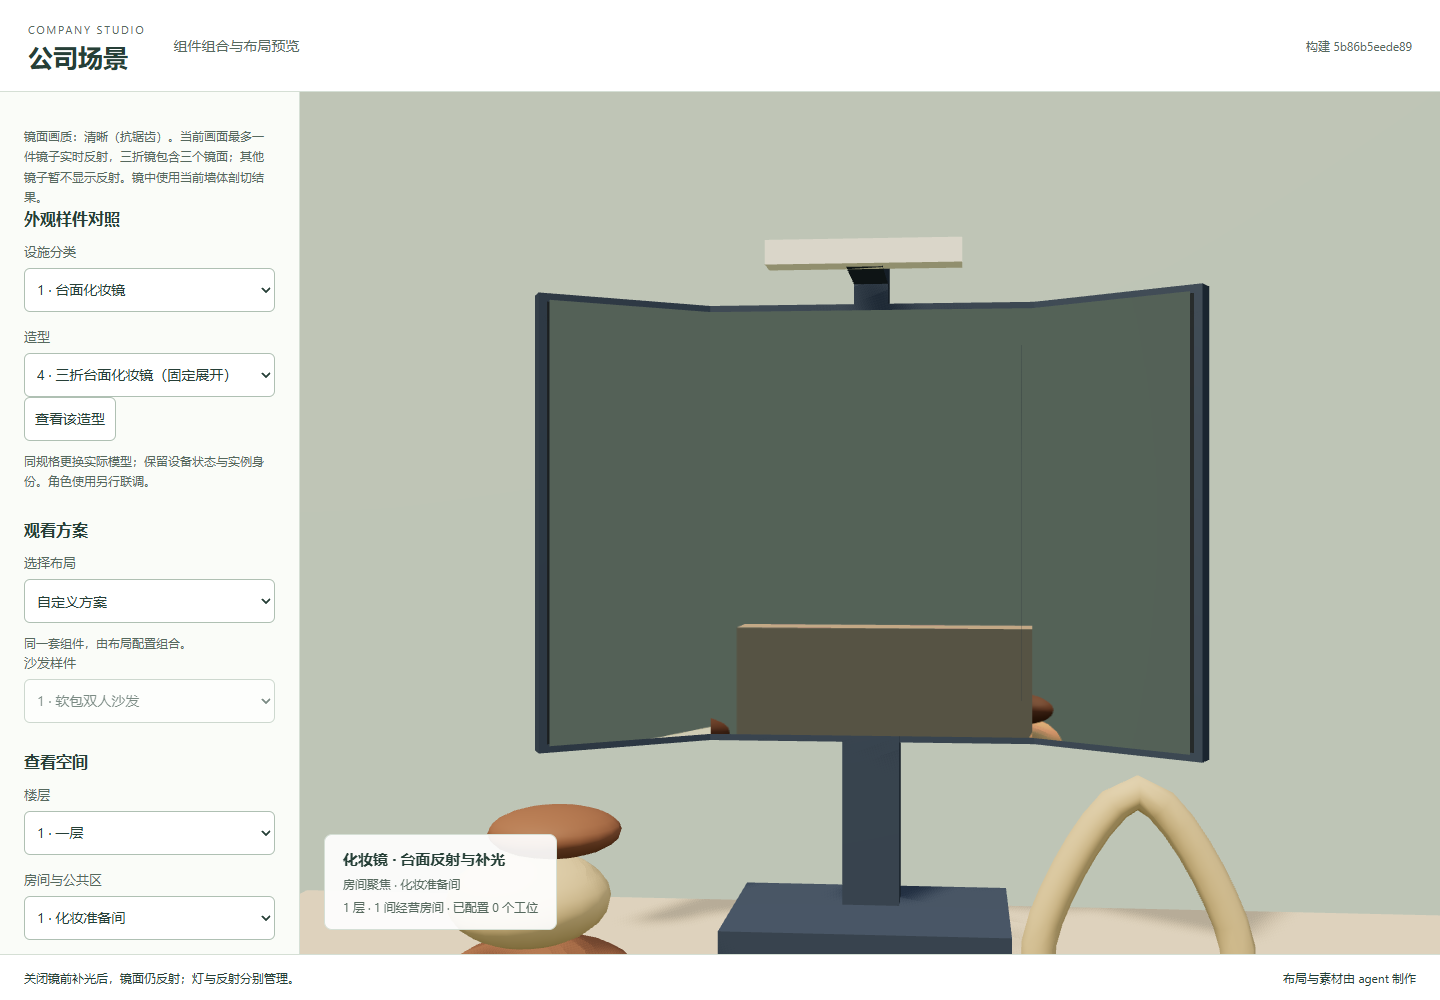 COMPANY STUDIO
公司场景
组件组合与布局预览
构建 5b86b5eede89
镜面画质：清晰（抗锯齿）。当前画面最多一
件镜子实时反射，三折镜包含三个镜面；其他
镜子暂不显示反射。镜中使用当前墙体剖切结
果。
外观样件对照
设施分类
1 · 台面化妆镜
造型
4 · 三折台面化妆镜（固定展开）
查看该造型
同规格更换实际模型；保留设备状态与实例身
份。角色使用另行联调。
观看方案
选择布局
自定义方案
同一套组件，由布局配置组合。
沙发样件
1 · 软包双人沙发
查看空间
楼层
1 · 一层
房间与公共区
1 · 化妆准备间
化妆镜 · 台面反射与补光
房间聚焦 · 化妆准备间
1 层 · 1 间经营房间 · 已配置 0 个工位
关闭镜前补光后，镜面仍反射；灯与反射分别管理。
布局与素材由 agent 制作